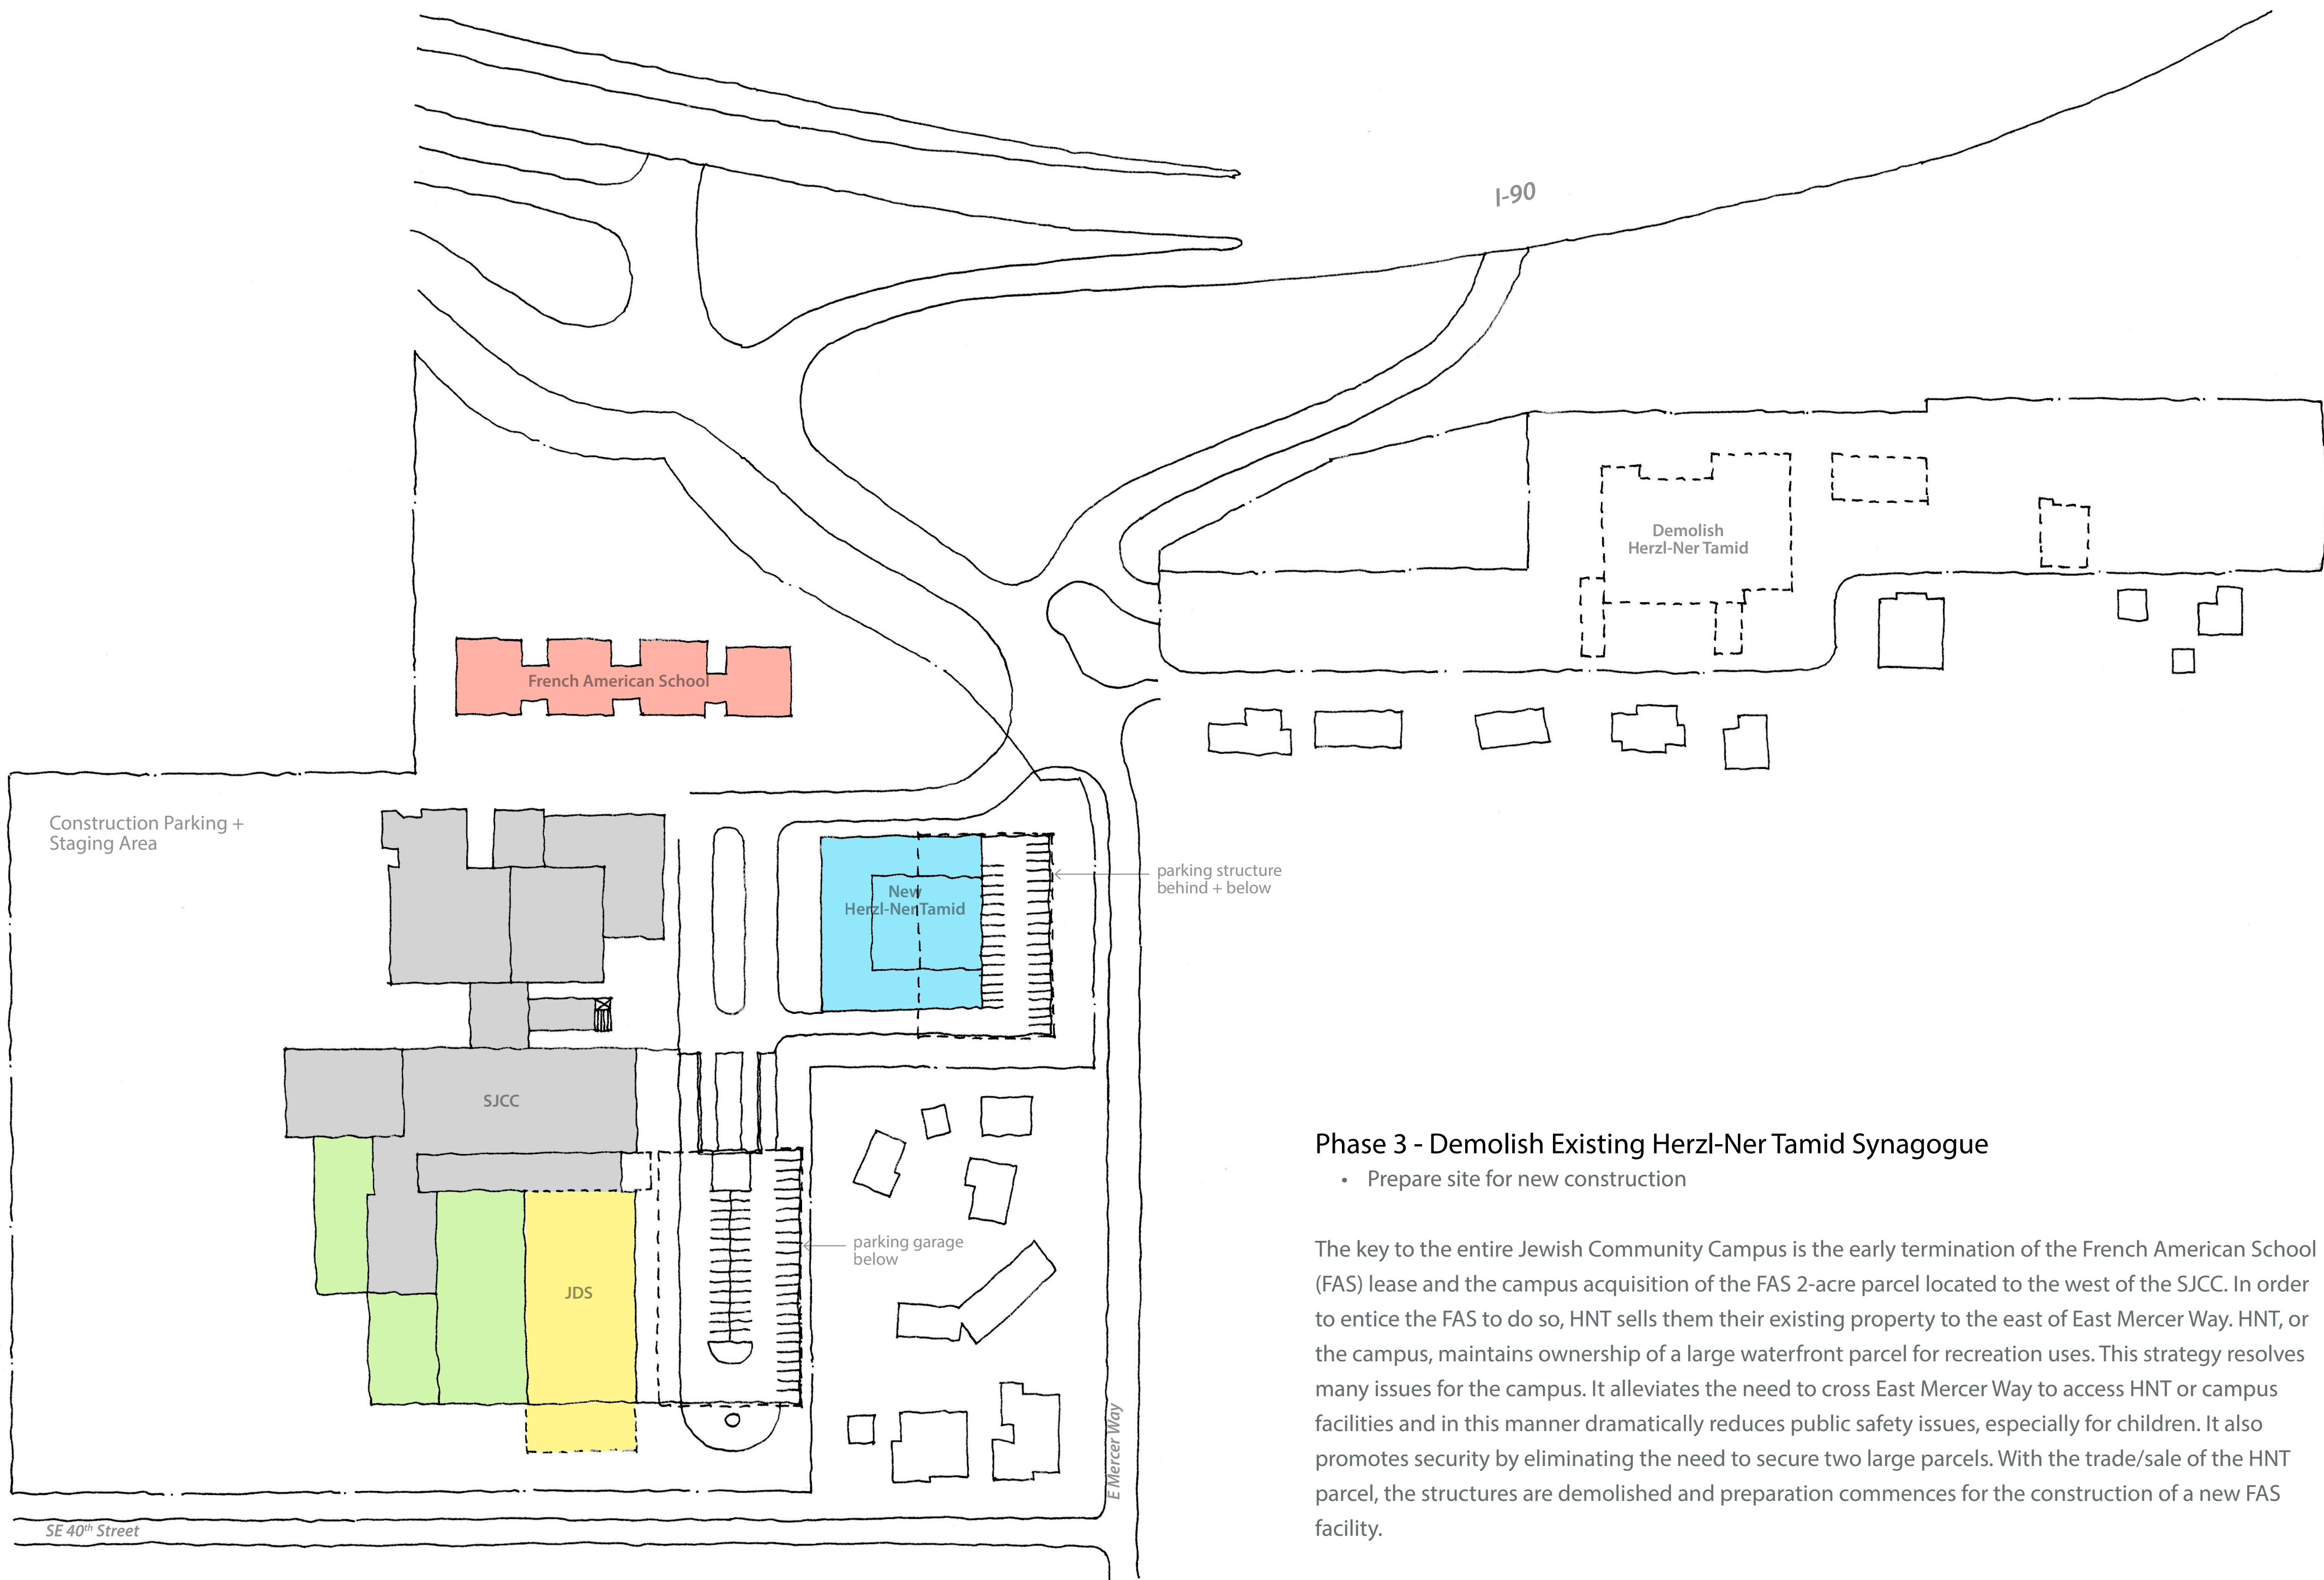 I-90
Demolish
Herzl-Ner Tamid
French American School
Construction Parking +
Staging Area
New
Herzl-Ner Tamid
parking structure
behind + below
SJCC
JDS
parking garage
below
E Mercer Way
SE 40th Street
Phase 3 - Demolish Existing Herzl-Ner Tamid Synagogue
• Prepare site for new construction
The key to the entire Jewish Community Campus is the early termination of the French American School
(FAS) lease and the campus acquisition of the FAS 2-acre parcel located to the west of the SJCC. In order
to entice the FAS to do so, HNT sells them their existing property to the east of East Mercer Way. HNT, or
the campus, maintains ownership of a large waterfront parcel for recreation uses. This strategy resolves
many issues for the campus. It alleviates the need to cross East Mercer Way to access HNT or campus
facilities and in this manner dramatically reduces public safety issues, especially for children. It also
promotes security by eliminating the need to secure two large parcels. With the trade/sale of the HNT
parcel, the structures are demolished and preparation commences for the construction of a new FAS
facility.